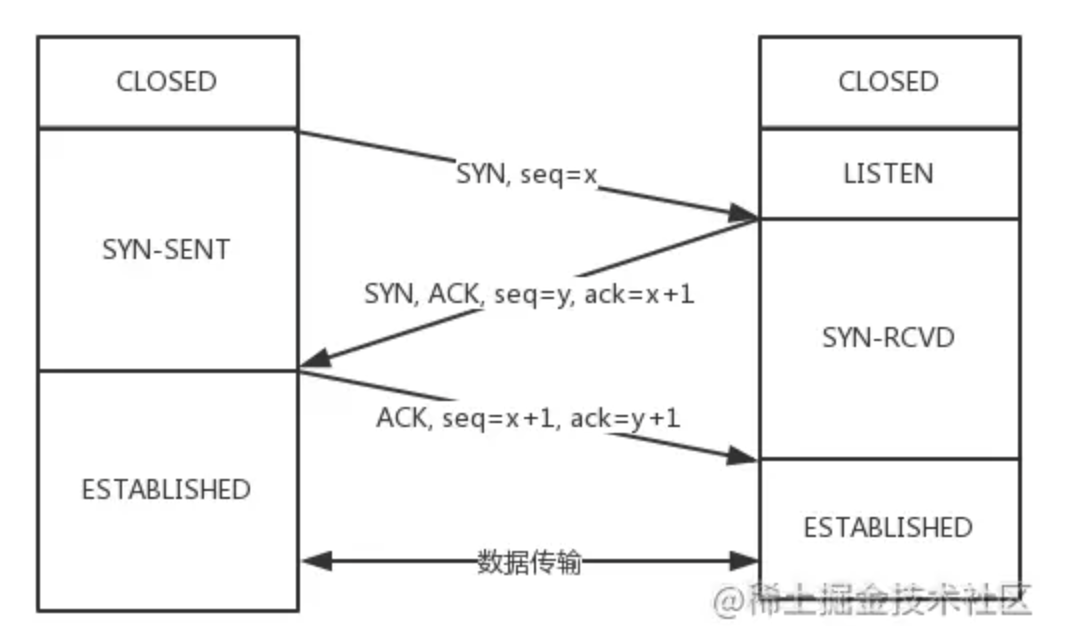 CLOSED
CLOSED
SYN, seq=x
LISTEN
SYN-SENT
SYN, ACK, seq=y, ack=x+1
SYN-RCVD
ACK, seq=x+1, ack=y+1
ESTABLISHED
ESTABLISHED
数据传输
@稀土掘金技术社区